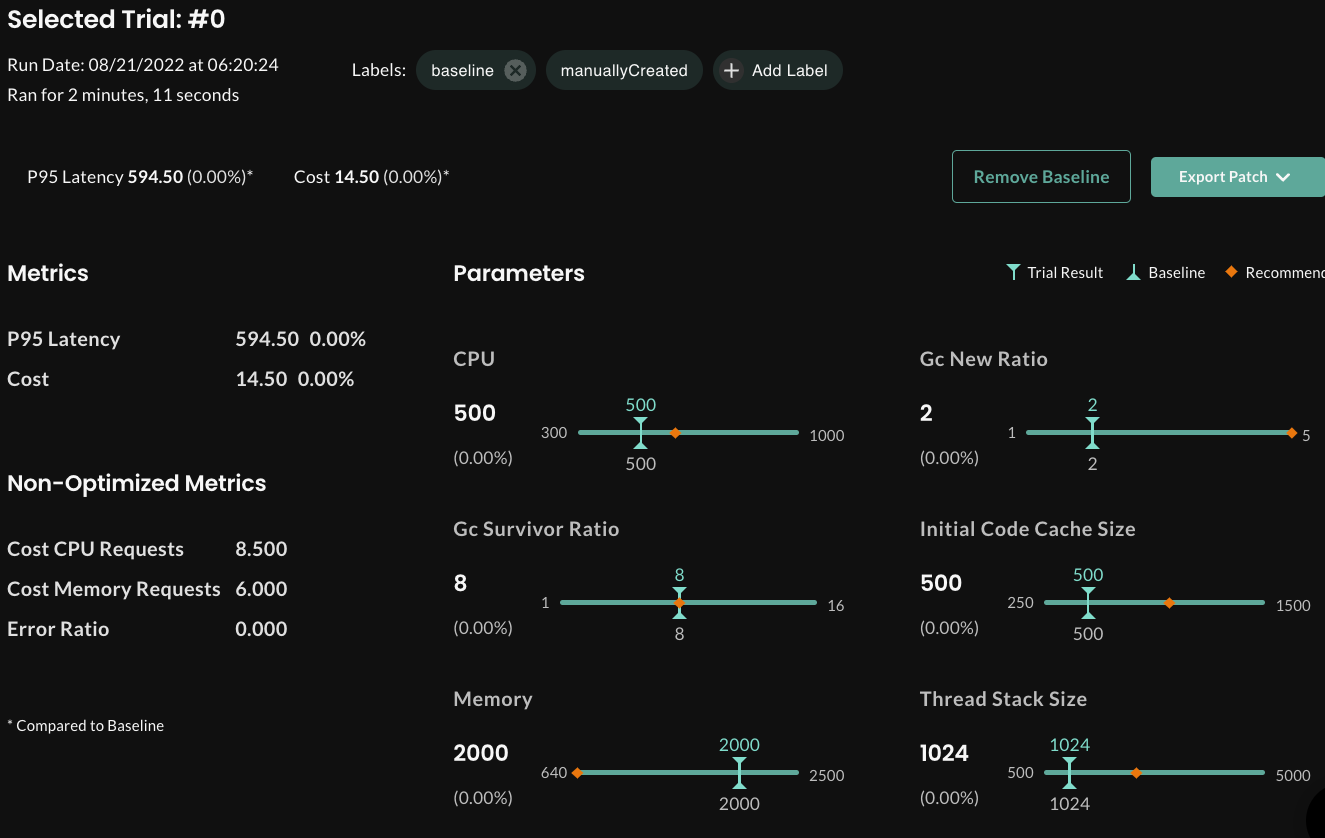 Selected Trial: #0
Run Date: 08/21/2022 at 06:20:24
Ran for 2 minutes, 11 seconds
Labels: baseline manuallyCreated Add Label
P95 Latency 594.50 (0.00%)* Cost 14.50 (0.00%)*
Remove Baseline
Export Patch
Metrics
P95 Latency 594.50 0.00%
Cost 14.50 0.00%
Non-Optimized Metrics
Cost CPU Requests 8.500
Cost Memory Requests 6.000
Error Ratio 0.000
* Compared to Baseline
Parameters
Trial Result Baseline Recommend
CPU
500
500
300 1000
(0.00%)
500
Gc New Ratio
2
2
1 5
(0.00%)
2
Gc Survivor Ratio
8
8
1 16
(0.00%)
8
Initial Code Cache Size
500
500
250 1500
(0.00%)
500
Memory
2000
2000
640 2500
(0.00%)
2000
Thread Stack Size
1024
1024
500 5000
(0.00%)
1024